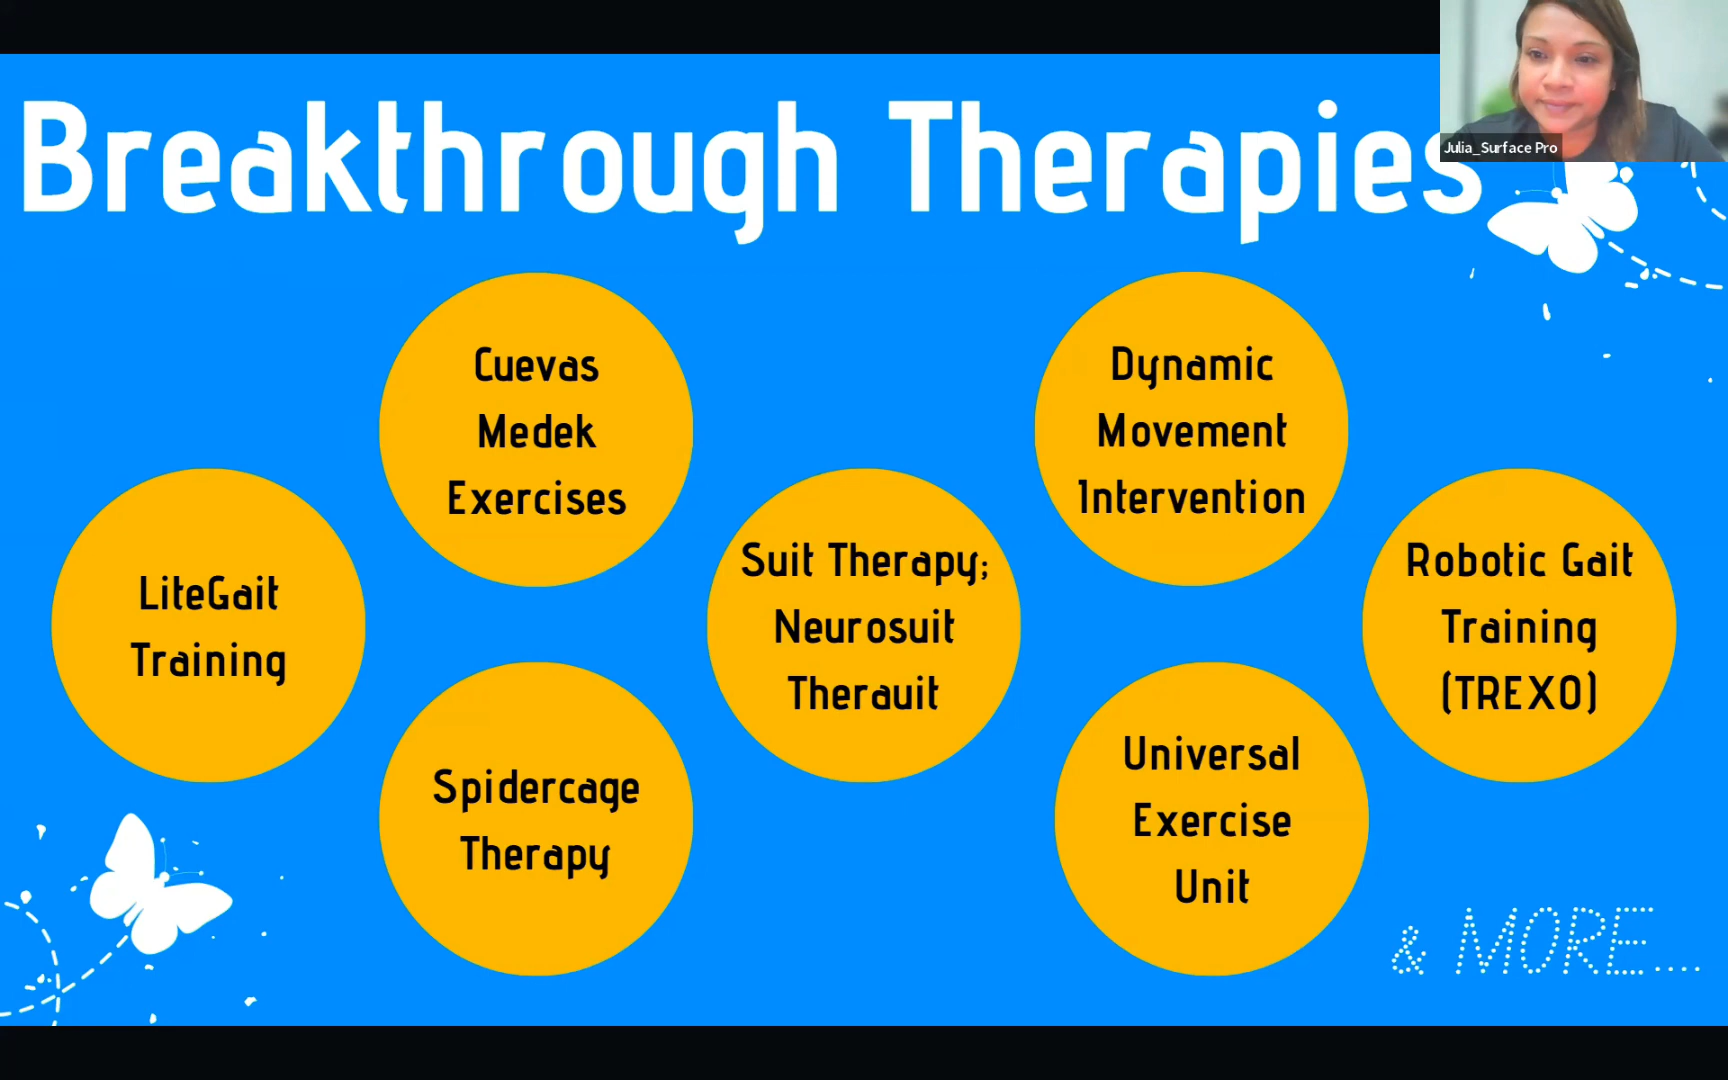 Breakthrough Therapies
Julia_Surface Pro
Cuevas
Medek
Exercises
Dynamic
Movement
Intervention
LiteGait
Training
Suit Therapy;
Neurosuit
Therauit
Robotic Gait
Training
(TREXO)
Spidercage
Therapy
Universal
Exercise
Unit
& MORE....